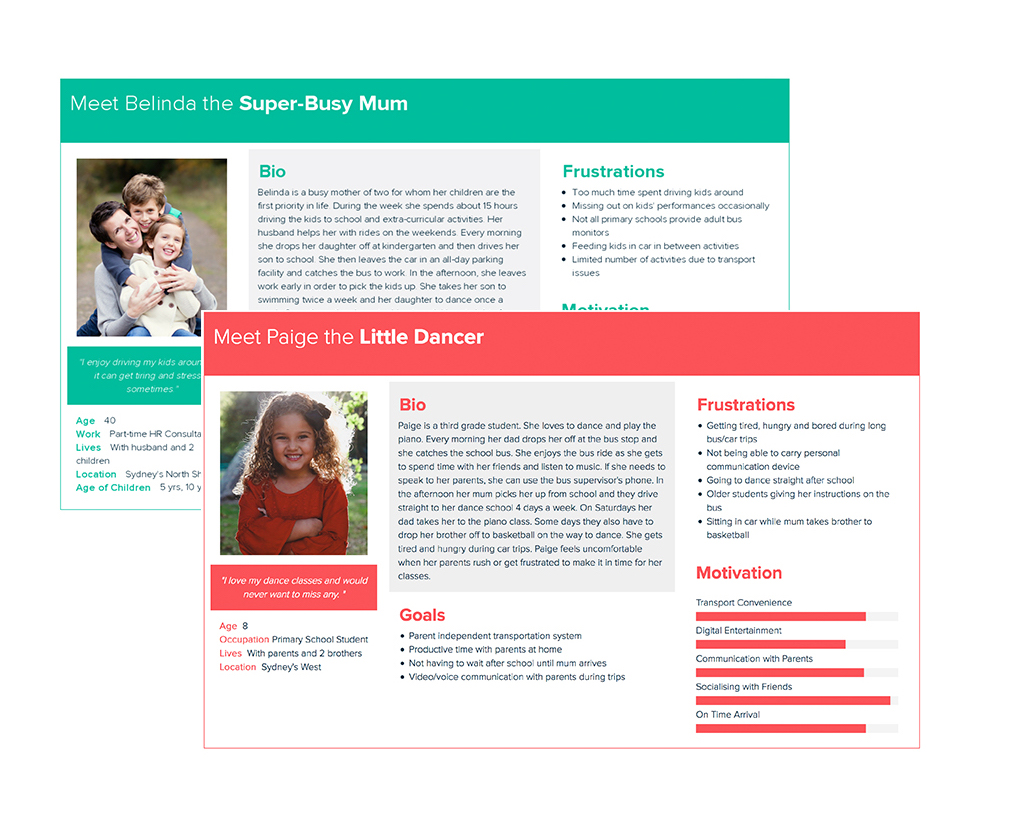 Meet Belinda the Super-Busy Mum
Bio
Belinda is a busy mother of two for whom her children are the
first priority in life. During the week she spends about 15 hours
driving the kids to school and extra-curricular activities. Her
husband helps her with rides on the weekends. Every morning
she drops her daughter off at kindergarten and then drives her
son to school. She then leaves the car in an all-day parking
facility and catches the bus to work. In the afternoon, she leaves
work early in order to pick the kids up. She takes her son to
swimming twice a week and her daughter to dance once a
Frustrations
• Too much time spent driving kids around
• Missing out on kids' performances occasionally
• Not all primary schools provide adult bus
monitors
• Feeding kids in car in between activities
• Limited number of activities due to transport
issues
Motivation
"I enjoy driving my kids aroun
it can get tiring and stress
sometimes."
Age 40
Work Part-time HR Consulta
Lives With husband and 2
children
Location Sydney's North Sh
Age of Children 5 yrs, 10 y
Meet Paige the Little Dancer
"I love my dance classes and would
never want to miss any. "
Age 8
Occupation Primary School Student
Lives With parents and 2 brothers
Location Sydney's West
Bio
Paige is a third grade student. She loves to dance and play the
piano. Every morning her dad drops her off at the bus stop and
she catches the school bus. She enjoys the bus ride as she gets
to spend time with her friends and listen to music. If she needs to
speak to her parents, she can use the bus supervisor's phone. In
the afternoon her mum picks her up from school and they drive
straight to her dance school 4 days a week. On Saturdays her
dad takes her to the piano class. Some days they also have to
drop her brother off to basketball on the way to dance. She gets
tired and hungry during car trips. Paige feels uncomfortable
when her parents rush or get frustrated to make it in time for her
classes.
Goals
• Parent independent transportation system
• Productive time with parents at home
• Not having to wait after school until mum arrives
• Video/voice communication with parents during trips
Frustrations
• Getting tired, hungry and bored during long
bus/car trips
• Not being able to carry personal
communication device
• Going to dance straight after school
• Older students giving her instructions on the
bus
• Sitting in car while mum takes brother to
basketball
Motivation
Transport Convenience
Digital Entertainment
Communication with Parents
Socialising with Friends
On Time Arrival